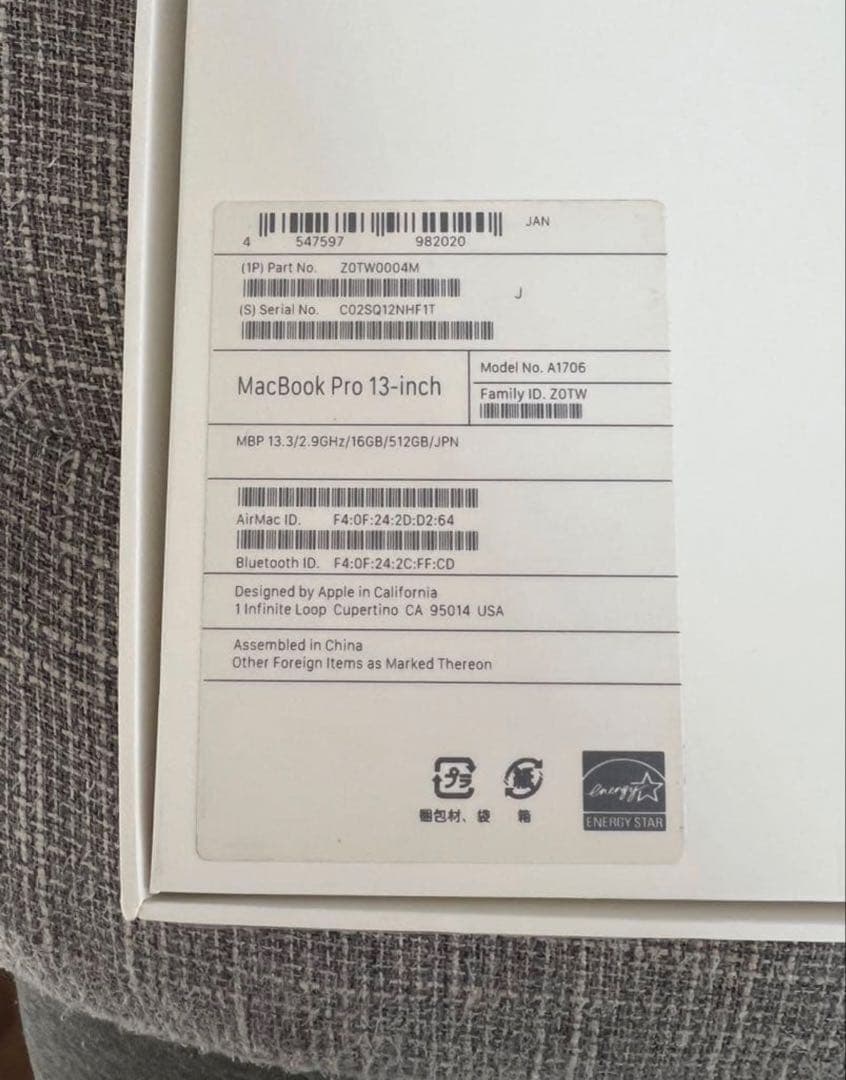 JAN
4 547597 982020
(1P) Part No. Z0TW0004M
J
(S) Serial No. C02SQ12NHF1T
MacBook Pro 13-inch
Model No. A1706
Family ID. Z0TW
MBP 13.3/2.9GHz/16GB/512GB/JPN
AirMac ID. F4:0F:24:2D:D2:64
Bluetooth ID. F4:0F:24:2C:FF:CD
Designed by Apple in California
1 Infinite Loop Cupertino CA 95014 USA
Assembled in China
Other Foreign Items as Marked Thereon
プラ
紙
梱包材、袋
箱
energy
ENERGY STAR